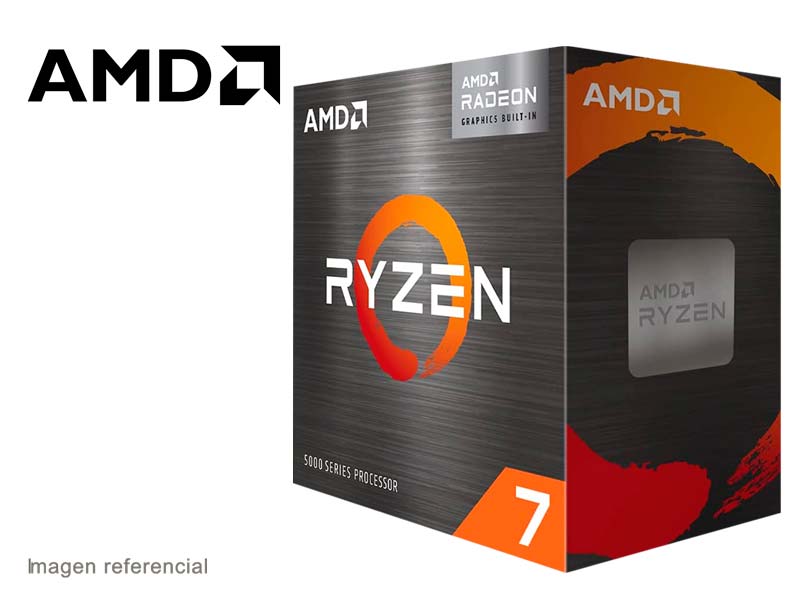 AMD
AMD
AMD
RADEON
GRAPHICS BUILT-IN
RYZEN
5000 SERIES PROCESSOR
7
AMD
AMD
RYZEN
Imagen referencial